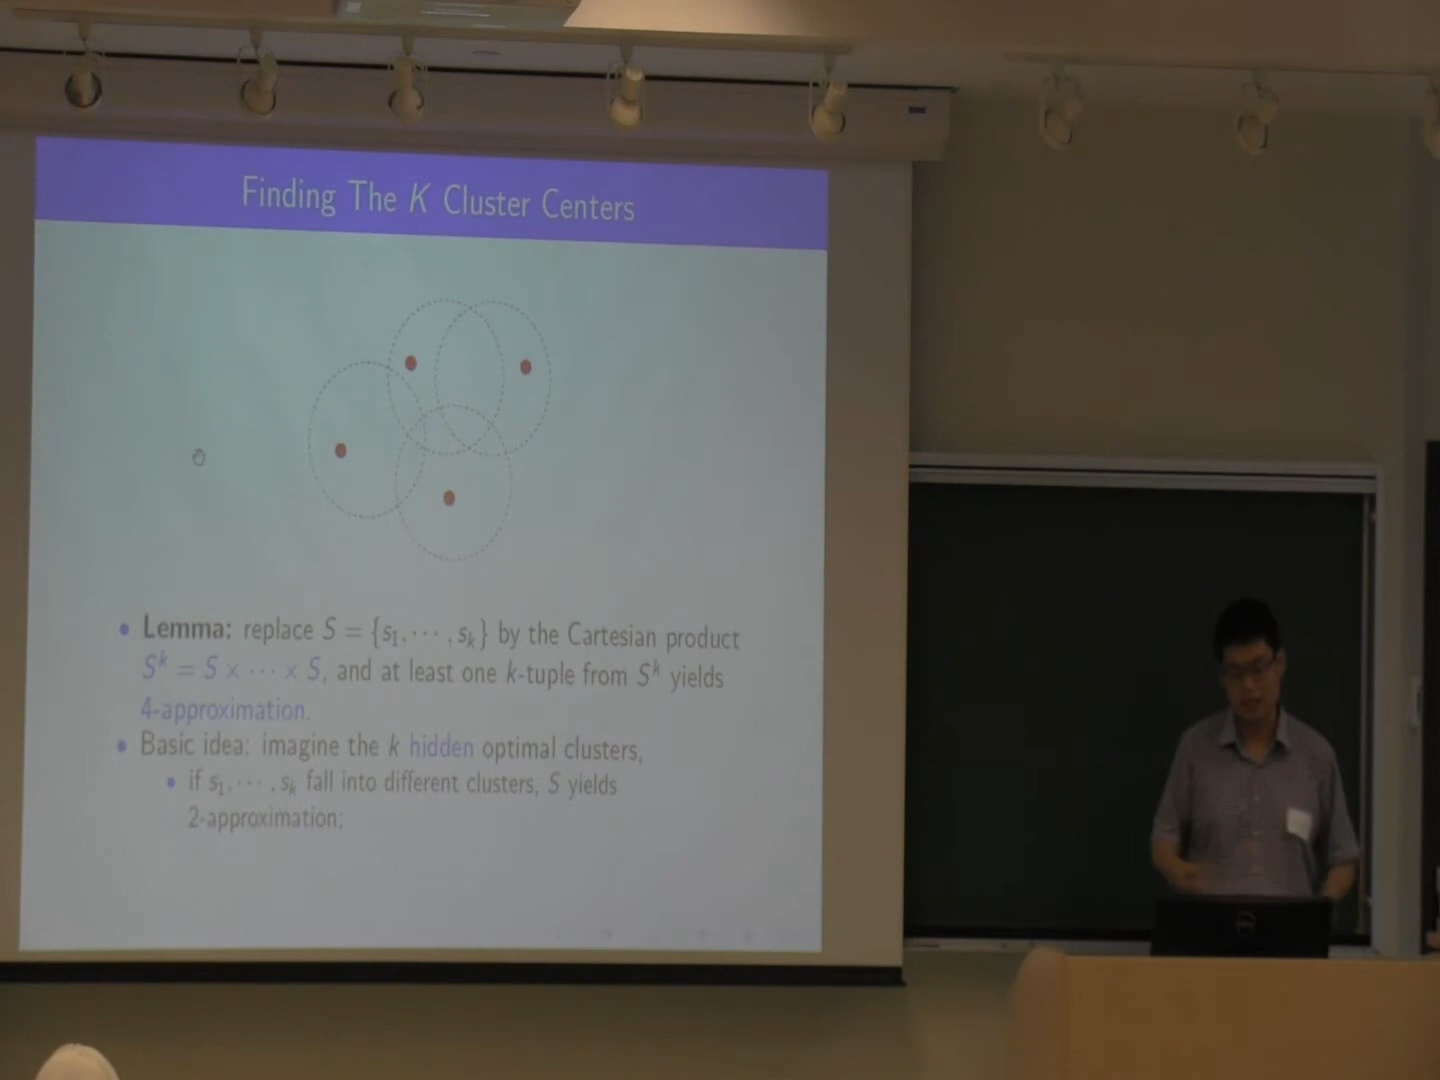 Finding The K Cluster Centers
• Lemma: replace S = {s₁, ⋯ , sₖ} by the Cartesian product
Sᵏ = S × ⋯ × S, and at least one k-tuple from Sᵏ yields
4-approximation.
• Basic idea: imagine the k hidden optimal clusters,
• if s₁, ⋯ , sₖ fall into different clusters, S yields
2-approximation;